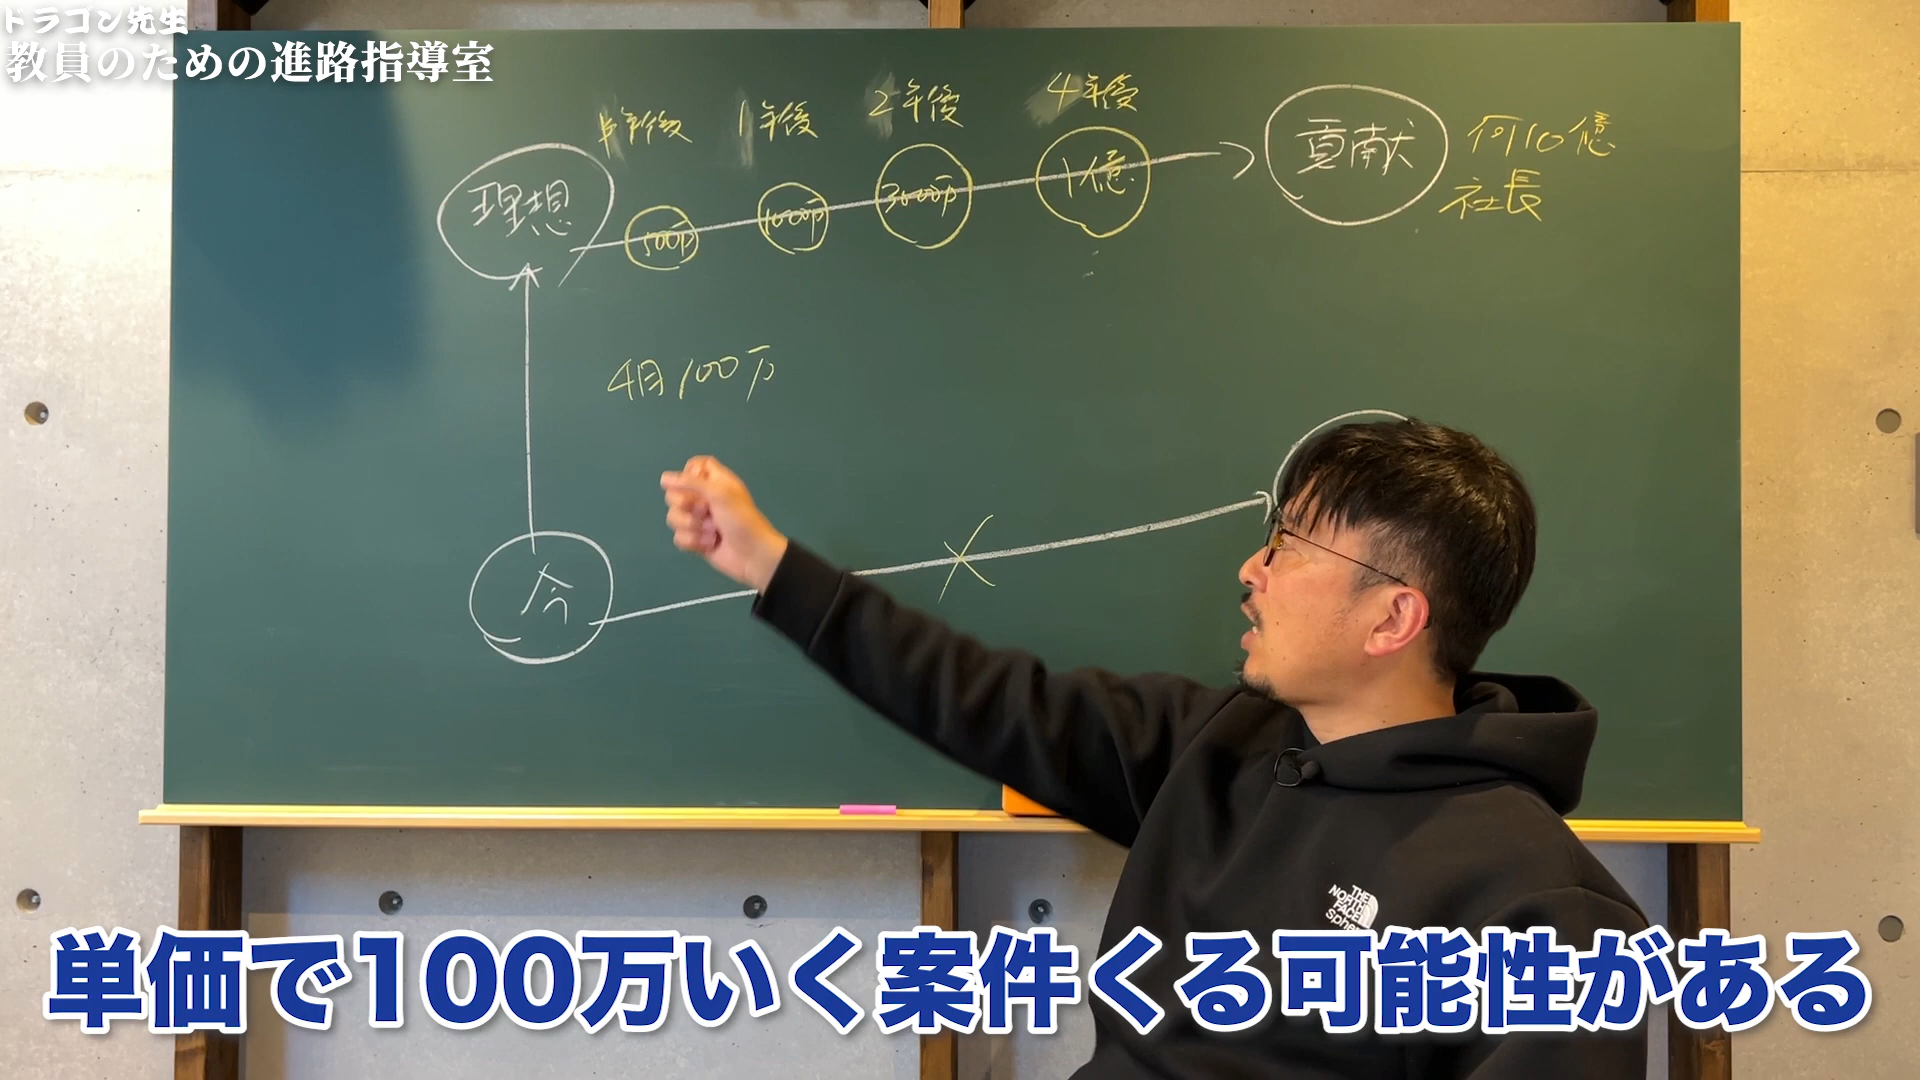 ドラゴン先生
教員のための進路指導室
半年後 1年後 2年後 4年後
理想 500万 1000万 3000万 1億 貢献 何10億
社長
4月100万
今
THE
NORTH
FACE
単価で100万いく案件くる可能性がある